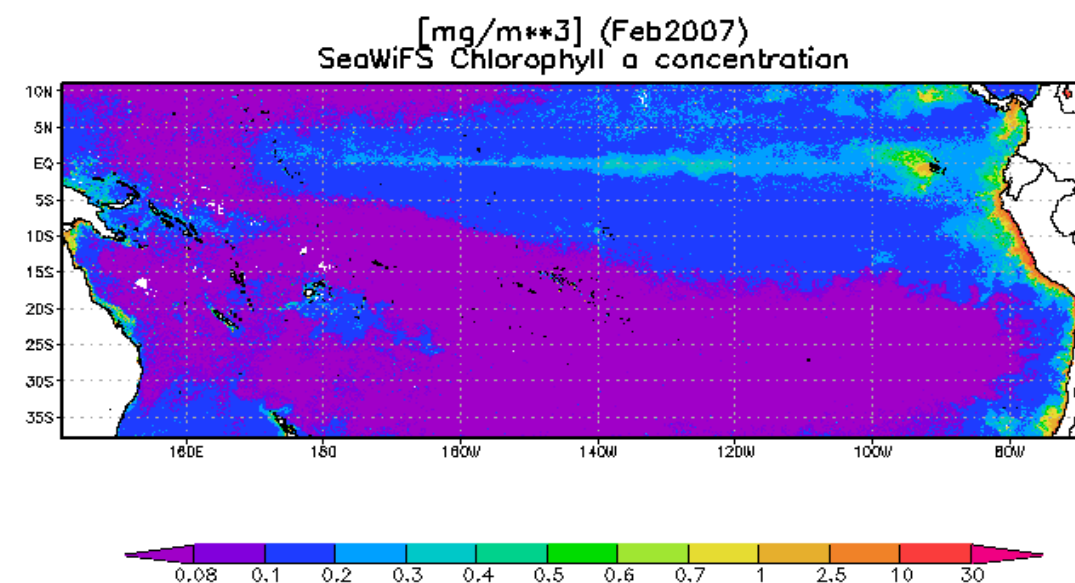 [mg/m**3] (Feb2007)
SeaWiFS Chlorophyll a concentration
10N
5N
EQ
5S
10S
15S
20S
25S
30S
35S
160E 180 160W 140W 120W 100W 80W
0.08 0.1 0.2 0.3 0.4 0.5 0.6 0.7 1 2.5 10 30